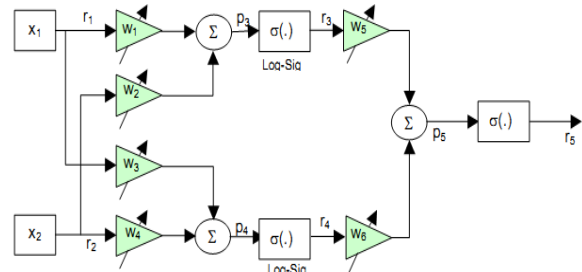 x1 r1 w1 Σ p3 σ(.) r3 w5
Log-Sig
w2
Σ p5 σ(.) r5
w3
x2 r2 w4 Σ p4 σ(.) r4 w6
Log-Sig